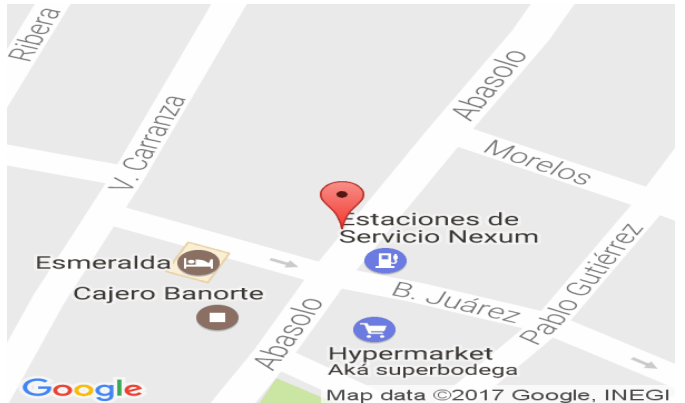 Ribera
Abasolo
V. Carranza
Morelos
Estaciones de
Servicio Nexum
Pablo Gutiérrez
Esmeralda
Cajero Banorte
B. Juárez
Abasolo
Hypermarket
Aká superbodega
Google
Map data ©2017 Google, INEGI